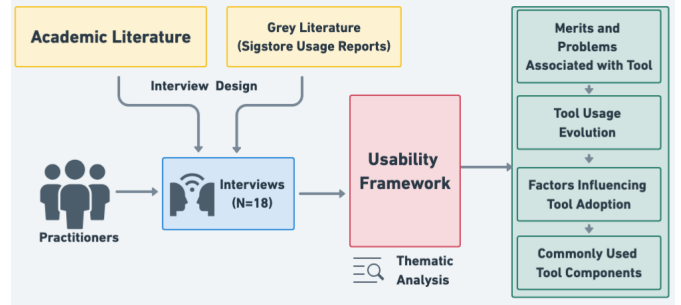 Academic Literature
Grey Literature
(Sigstore Usage Reports)
Interview Design
Practitioners
Interviews
(N=18)
Usability
Framework
Thematic
Analysis
Merits and
Problems
Associated with Tool
Tool Usage
Evolution
Factors Influencing
Tool Adoption
Commonly Used
Tool Components